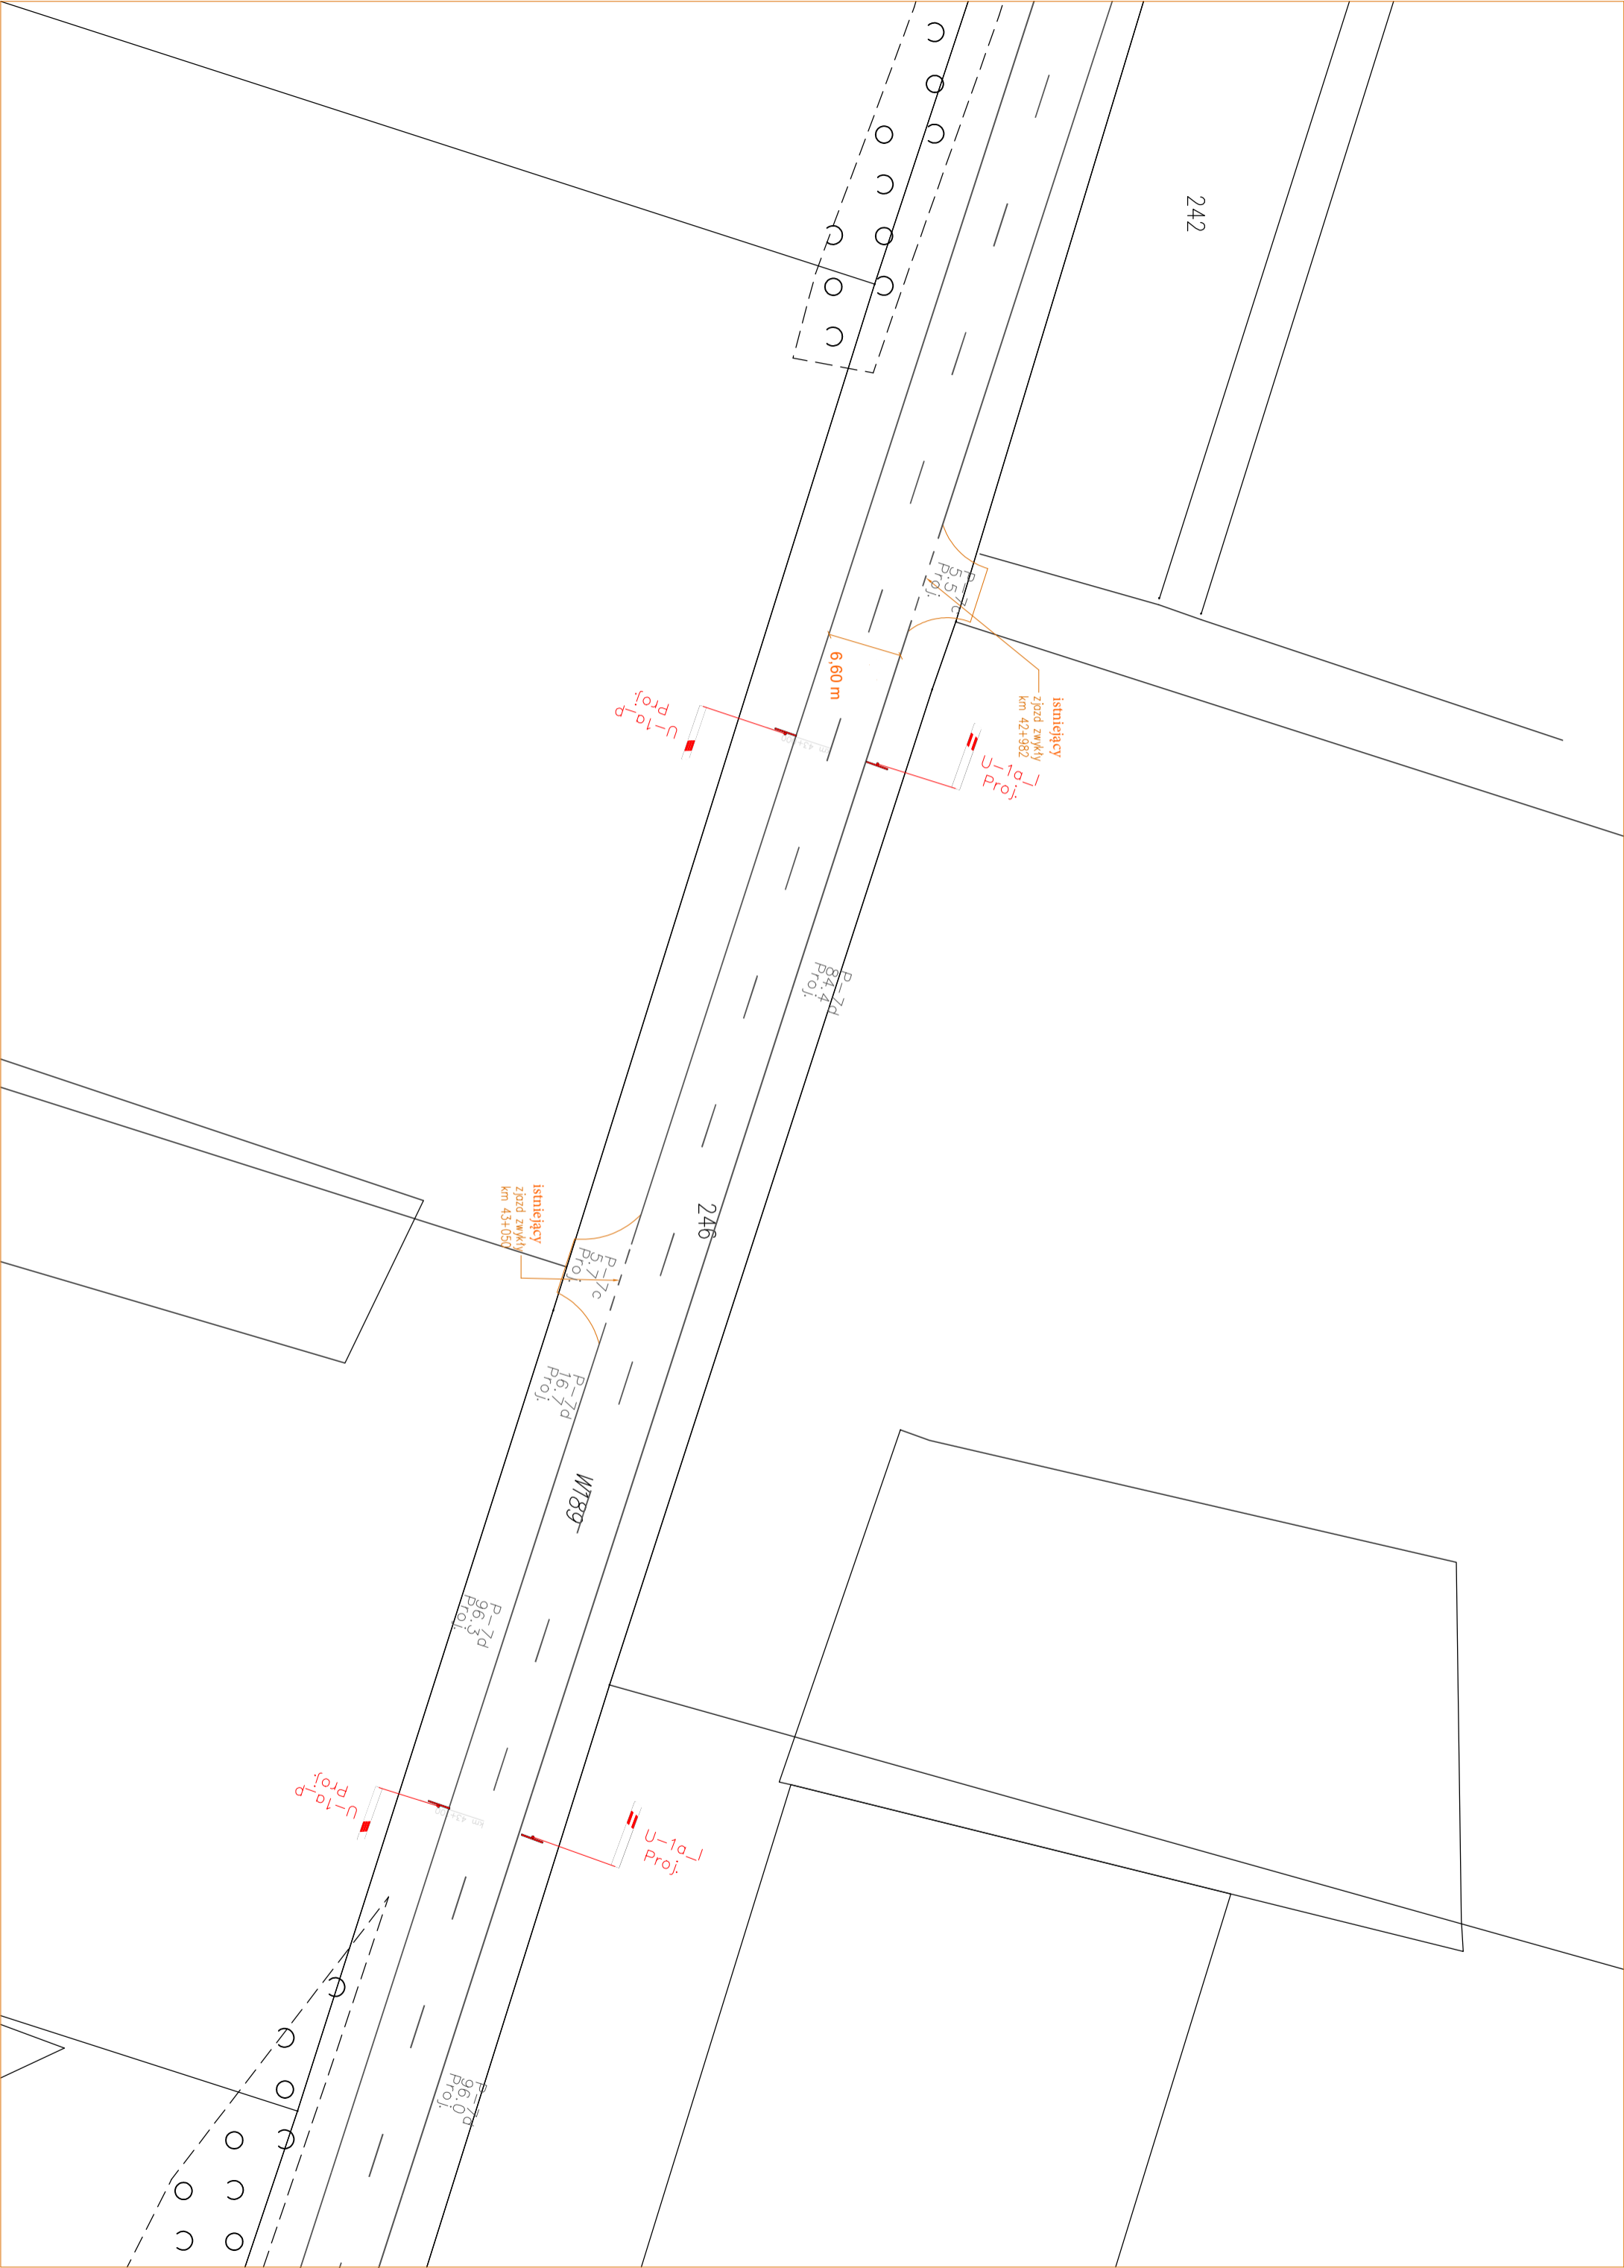 242
P-7c
5.5
Proj.
istniejący
zjazd zwykły
km 42+982
6,60 m
U-1a-p
Proj.
U-1a_l
Proj.
P-7d
84.4
Proj.
246
istniejący
zjazd zwykły
km 43+050
P-7c
5.7
Proj.
P-7d
16.7
Proj.
W189
P-7d
96.3
Proj.
U-1a-p
Proj.
U-1a_l
Proj.
P-7d
96.0
Proj.